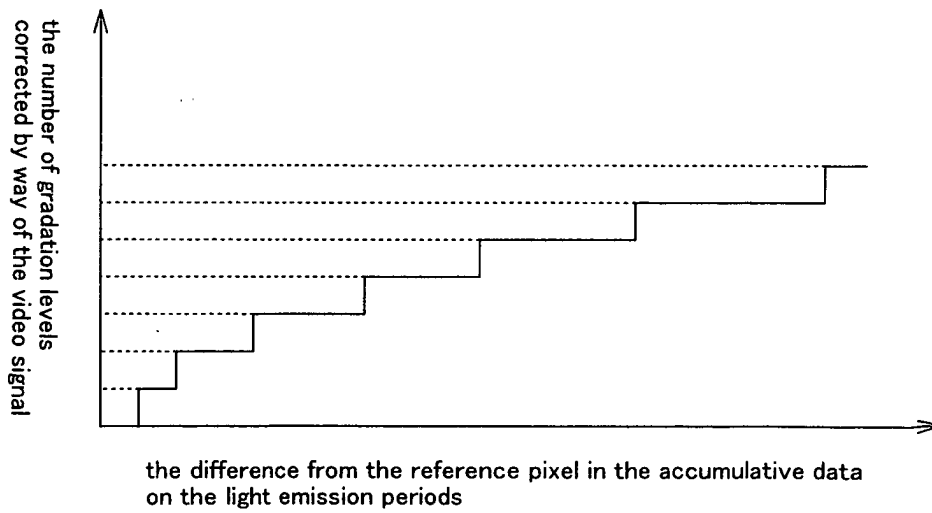 the number of gradation levels
corrected by way of the video signal
the difference from the reference pixel in the accumulative data
on the light emission periods